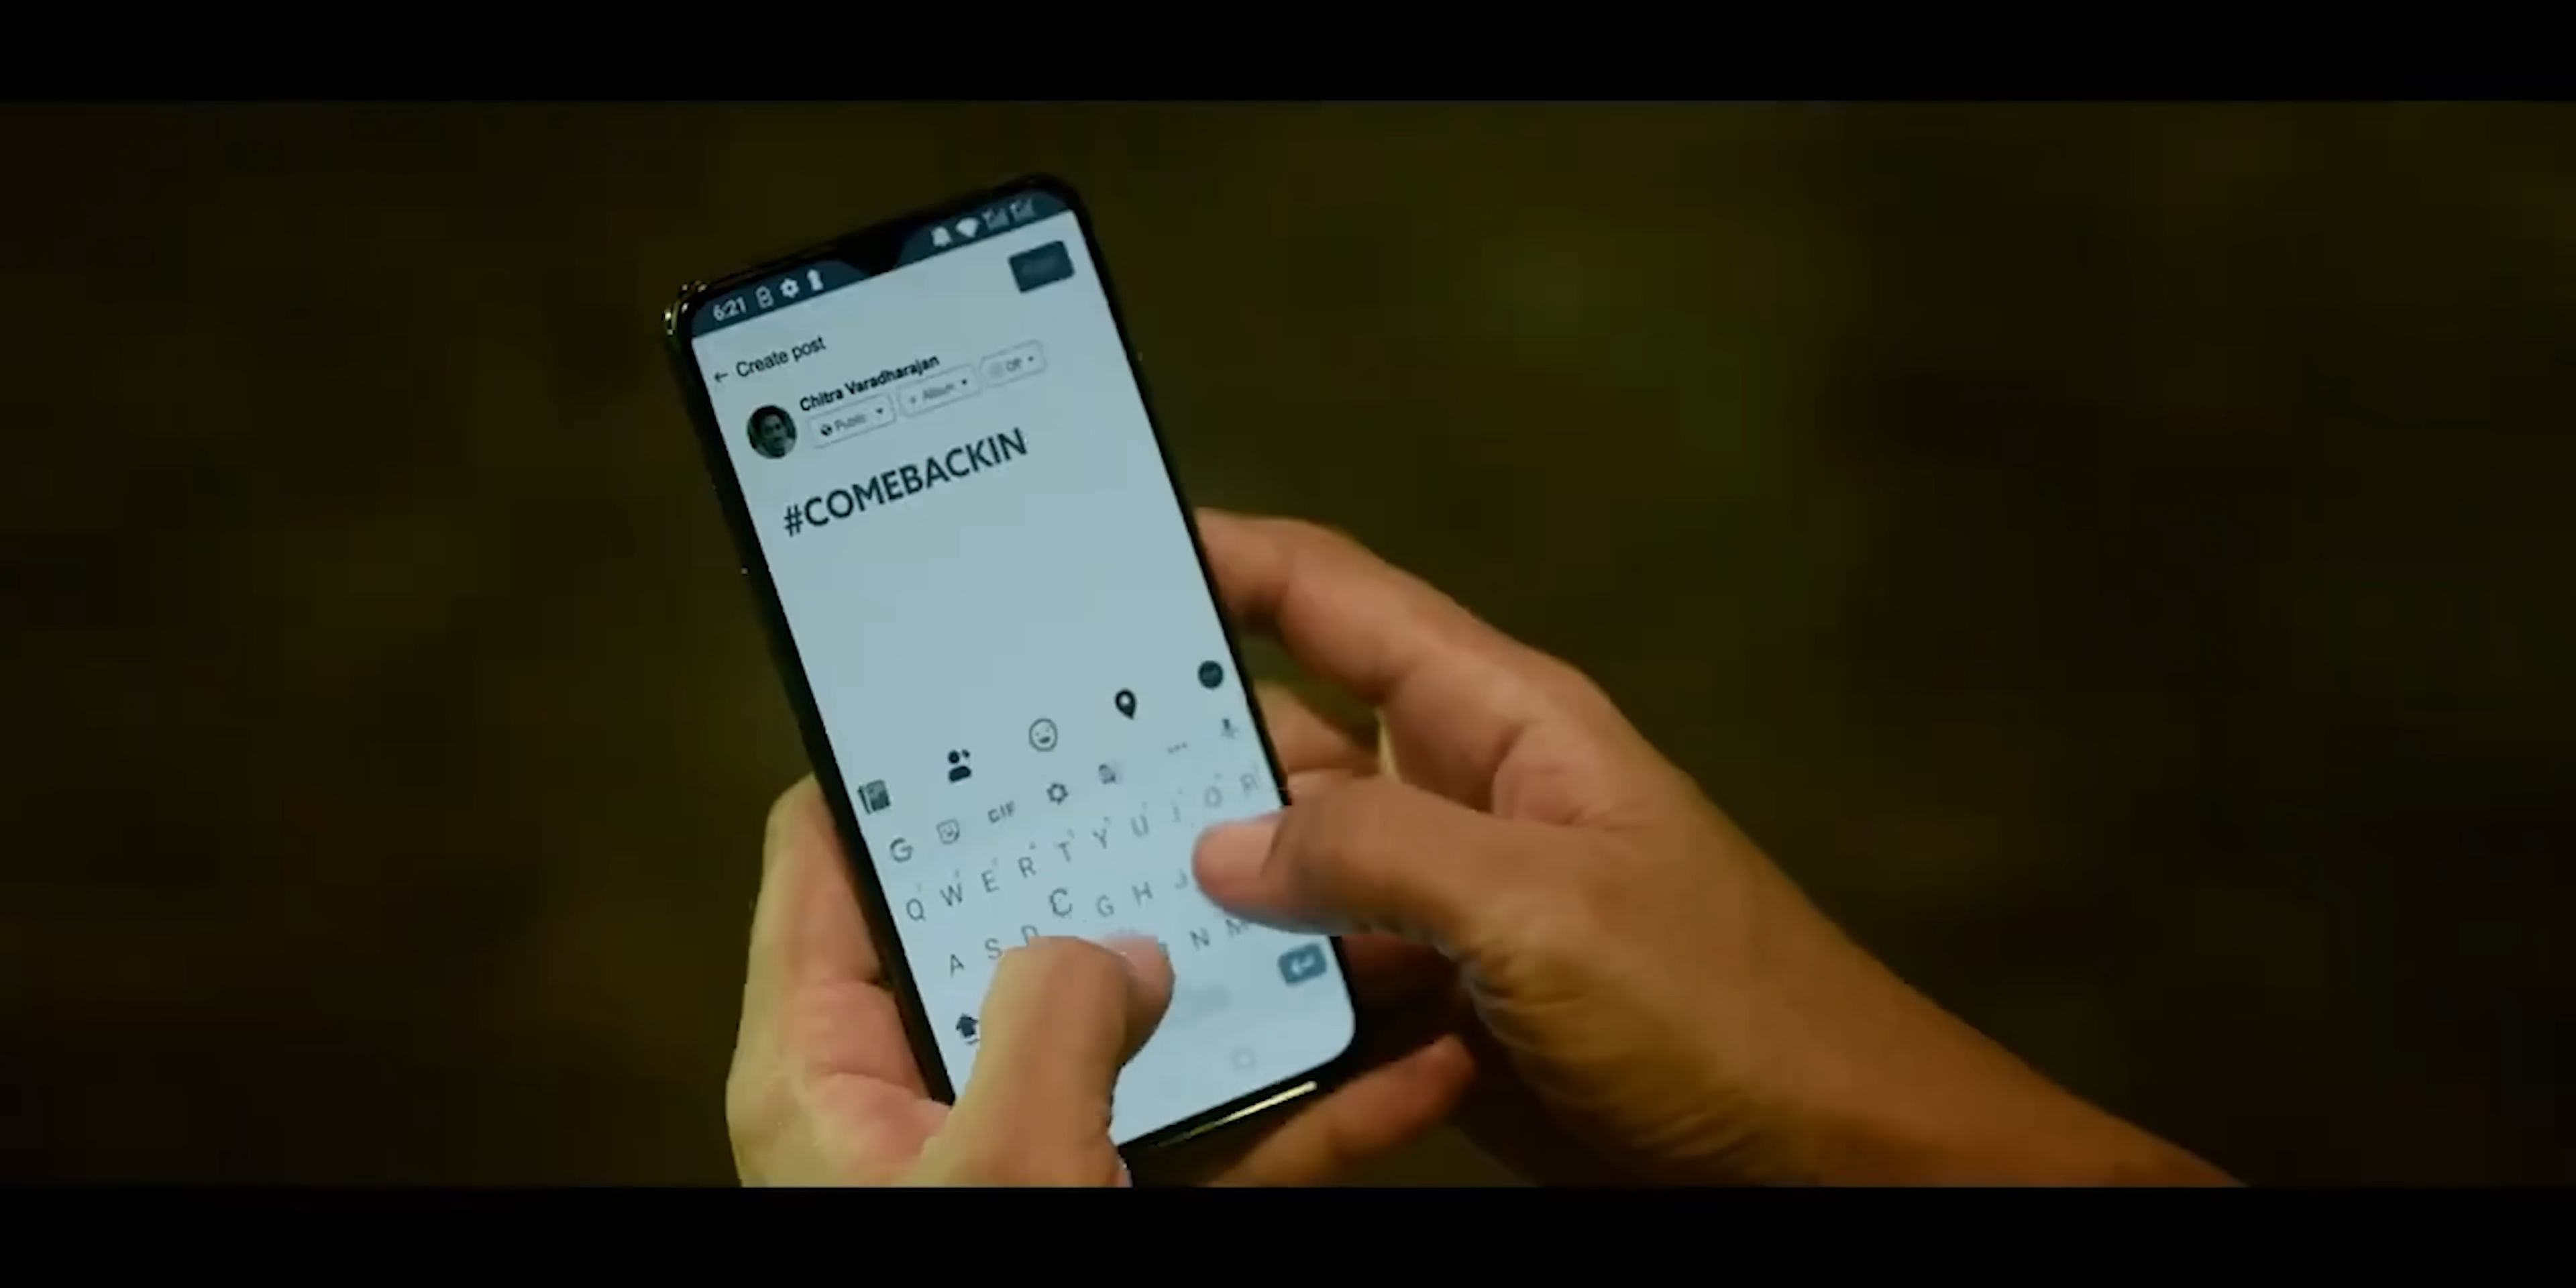 6:21
← Create post
Chitra Varadharajan
Public Album Off
#COMEBACKIN
GIF
Q W E R T Y U I O P
A S D C G H
N M